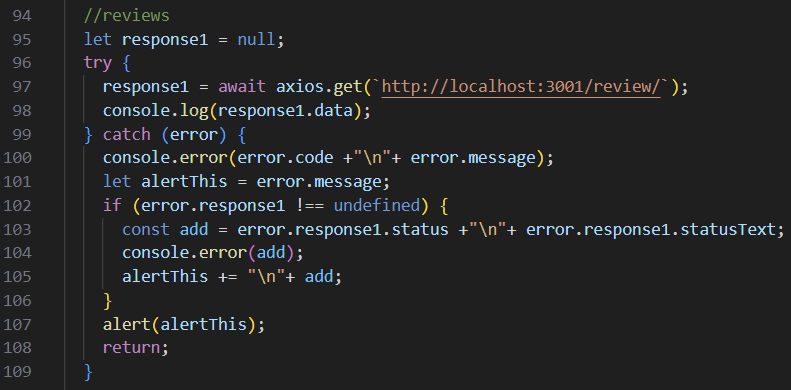 94 //reviews
95 let response1 = null;
96 try {
97 response1 = await axios.get(`http://localhost:3001/review/`);
98 console.log(response1.data);
99 } catch (error) {
100 console.error(error.code +"\n"+ error.message);
101 let alertThis = error.message;
102 if (error.response1 !== undefined) {
103 const add = error.response1.status +"\n"+ error.response1.statusText;
104 console.error(add);
105 alertThis += "\n"+ add;
106 }
107 alert(alertThis);
108 return;
109 }